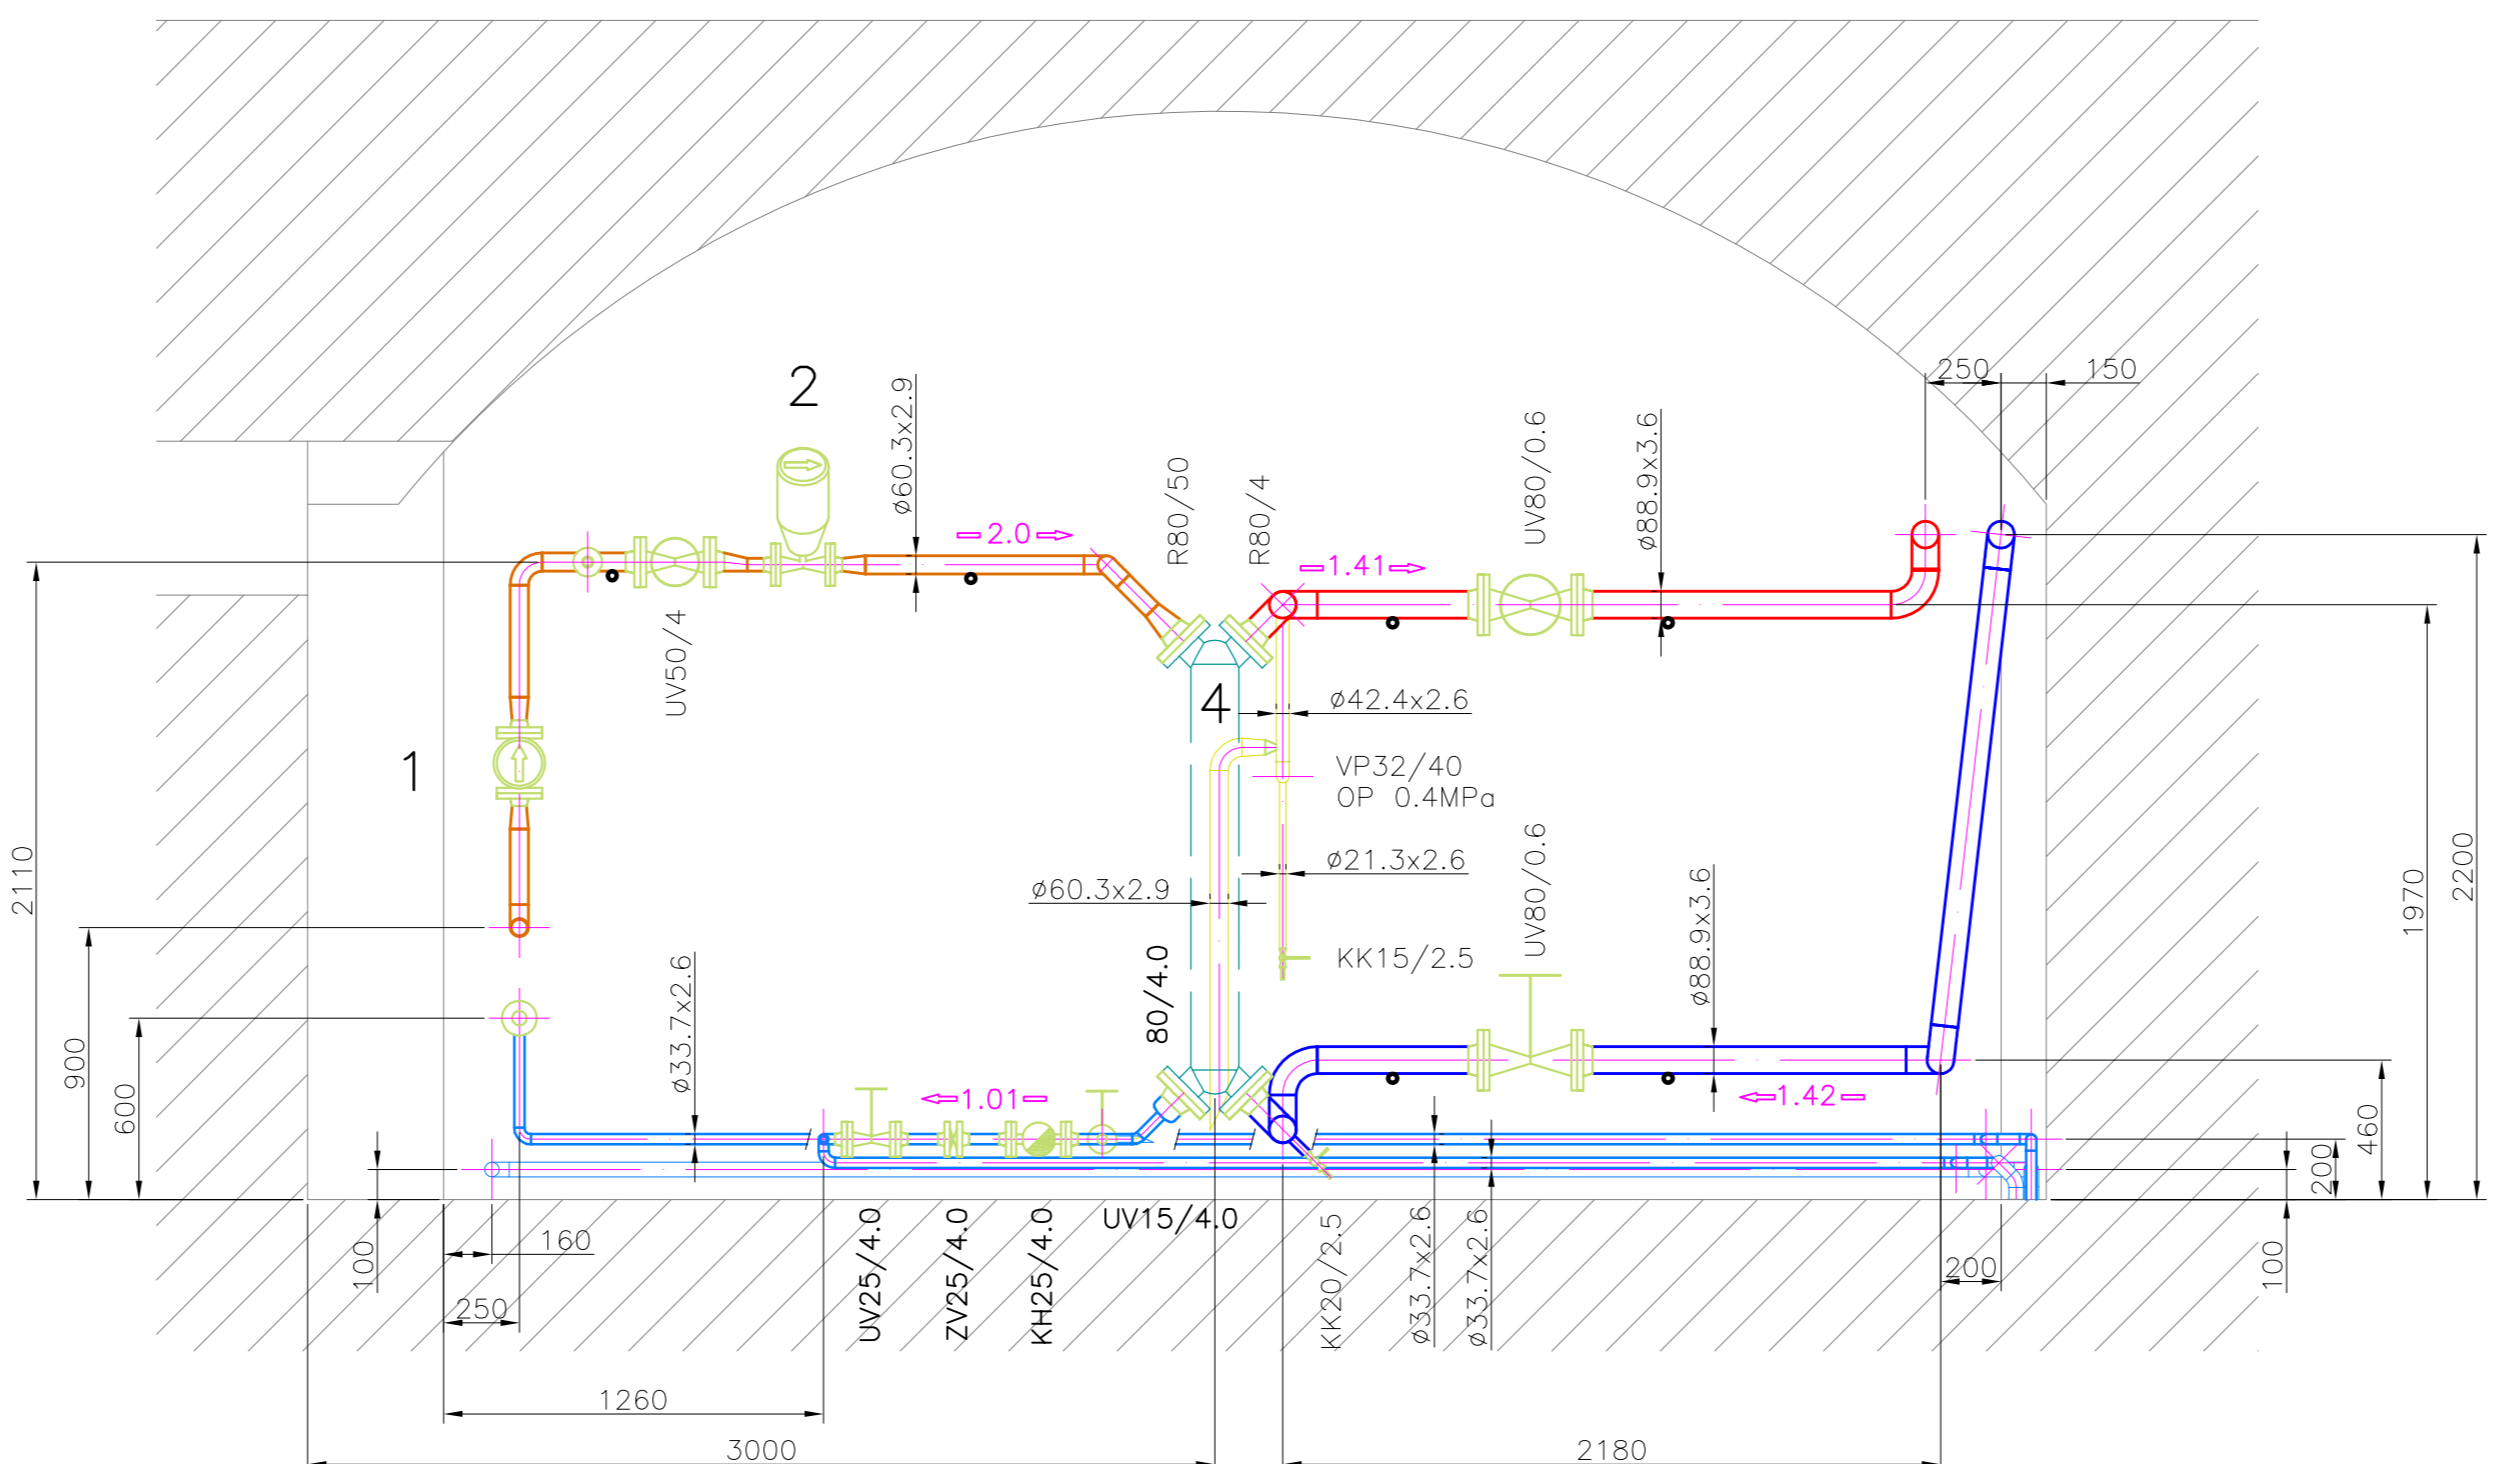 250
150
2
ø60.3x2.9
R80/50
R80/4
UV80/0.6
ø88.9x3.6
2.0
1.41
UV50/4
4
ø42.4x2.6
1
VP32/40
OP 0.4MPa
ø21.3x2.6
ø60.3x2.9
UV80/0.6
ø88.9x3.6
2110
1970
2200
KK15/2.5
80/4.0
ø33.7x2.6
900
600
1.01
1.42
460
200
100
160
UV25/4.0
ZV25/4.0
KH25/4.0
UV15/4.0
KK20/2.5
ø33.7x2.6
ø33.7x2.6
200
100
250
1260
3000
2180